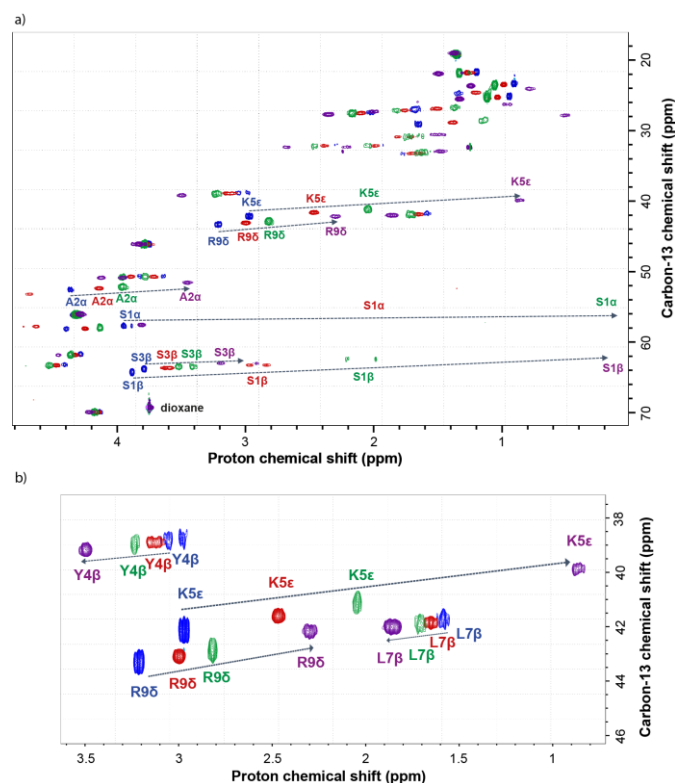 a)
20
30
40
50
60
70
Carbon-13 chemical shift (ppm)
K5ε
K5ε
K5ε
K5ε
R9δ
R9δ
R9δ
R9δ
A2α
A2α
A2α
A2α
S1α
S1α
S1α
S3β
S3β
S3β
S3β
S1β
S1β
S1β
S1β
dioxane
4
3
2
1
Proton chemical shift (ppm)
b)
38
40
42
44
46
Carbon-13 chemical shift (ppm)
Y4β
Y4β
Y4β
Y4β
K5ε
K5ε
K5ε
K5ε
L7β
L7β
L7β
L7β
R9δ
R9δ
R9δ
R9δ
3.5
3
2.5
2
1.5
1
Proton chemical shift (ppm)